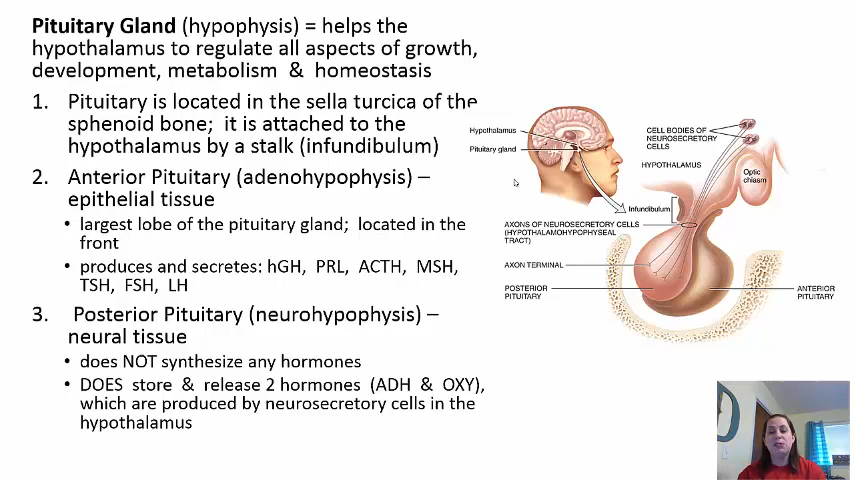 Pituitary Gland (hypophysis) = helps the
hypothalamus to regulate all aspects of growth,
development, metabolism & homeostasis
1. Pituitary is located in the sella turcica of the
sphenoid bone; it is attached to the
hypothalamus by a stalk (infundibulum)
2. Anterior Pituitary (adenohypophysis) –
epithelial tissue
• largest lobe of the pituitary gland; located in the
front
• produces and secretes: hGH, PRL, ACTH, MSH,
TSH, FSH, LH
3. Posterior Pituitary (neurohypophysis) –
neural tissue
• does NOT synthesize any hormones
• DOES store & release 2 hormones (ADH & OXY),
which are produced by neurosecretory cells in the
hypothalamus
Hypothalamus
Pituitary gland
CELL BODIES OF
NEUROSECRETORY
CELLS
HYPOTHALAMUS
Optic
chiasm
Infundibulum
AXONS OF NEUROSECRETORY CELLS
(HYPOTHALAMOHYPOPHYSEAL
TRACT)
AXON TERMINAL
POSTERIOR
PITUITARY
ANTERIOR
PITUITARY